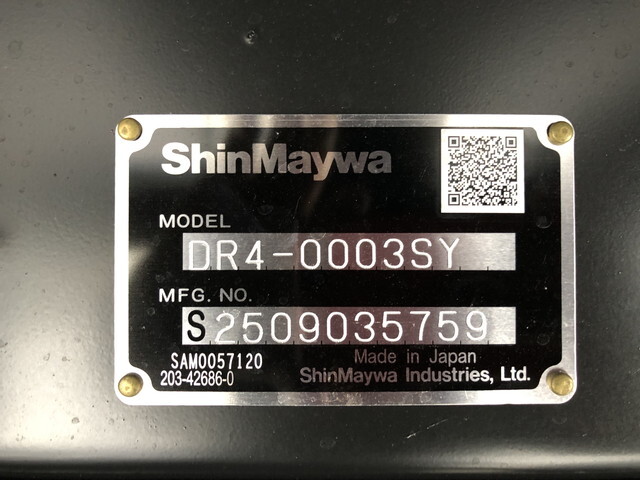 ShinMaywa
MODEL
DR4-0003SY
MFG. NO.
S2509035759
SAM0057120
203-42686-0
Made in Japan
ShinMaywa Industries, Ltd.